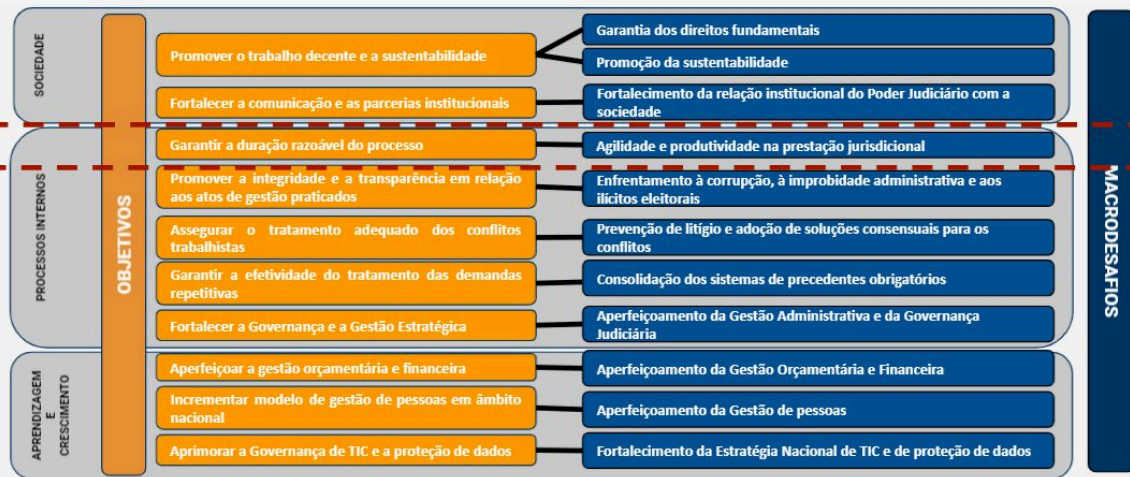 SOCIEDADE
OBJETIVOS
Promover o trabalho decente e a sustentabilidade
Garantia dos direitos fundamentais
Promoção da sustentabilidade
Fortalecer a comunicação e as parcerias institucionais
Fortalecimento da relação institucional do Poder Judiciário com a
sociedade
MACRODESAFIOS
PROCESSOS INTERNOS
Garantir a duração razoável do processo
Agilidade e produtividade na prestação jurisdicional
Promover a integridade e a transparência em relação
aos atos de gestão praticados
Enfrentamento à corrupção, à improbidade administrativa e aos
ilícitos eleitorais
Assegurar o tratamento adequado dos conflitos
trabalhistas
Prevenção de litígio e adoção de soluções consensuais para os
conflitos
Garantir a efetividade do tratamento das demandas
repetitivas
Consolidação dos sistemas de precedentes obrigatórios
Fortalecer a Governança e a Gestão Estratégica
Aperfeiçoamento da Gestão Administrativa e da Governança
Judiciária
APRENDIZAGEM
E
CRESCIMENTO
Aperfeiçoar a gestão orçamentária e financeira
Aperfeiçoamento da Gestão Orçamentária e Financeira
Incrementar modelo de gestão de pessoas em âmbito
nacional
Aperfeiçoamento da Gestão de pessoas
Aprimorar a Governança de TIC e a proteção de dados
Fortalecimento da Estratégia Nacional de TIC e de proteção de dados